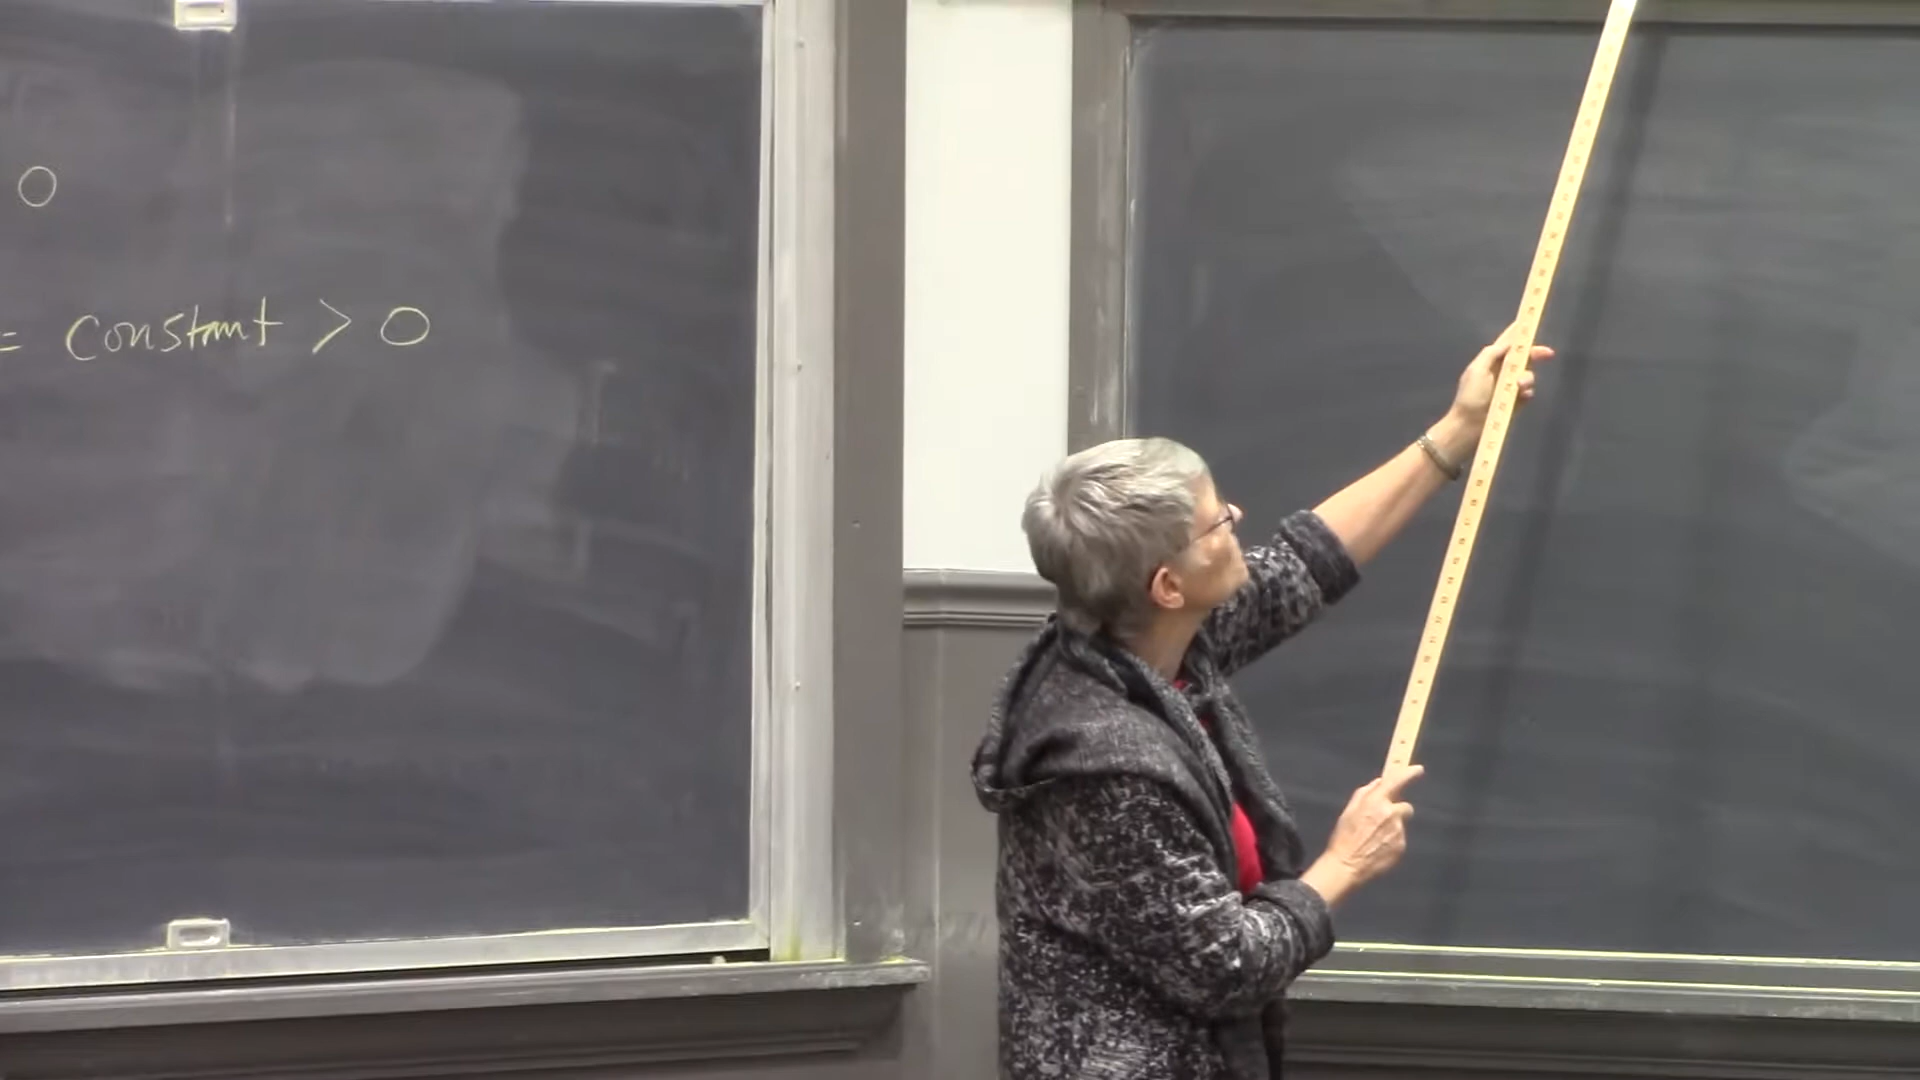 0
= constant > 0